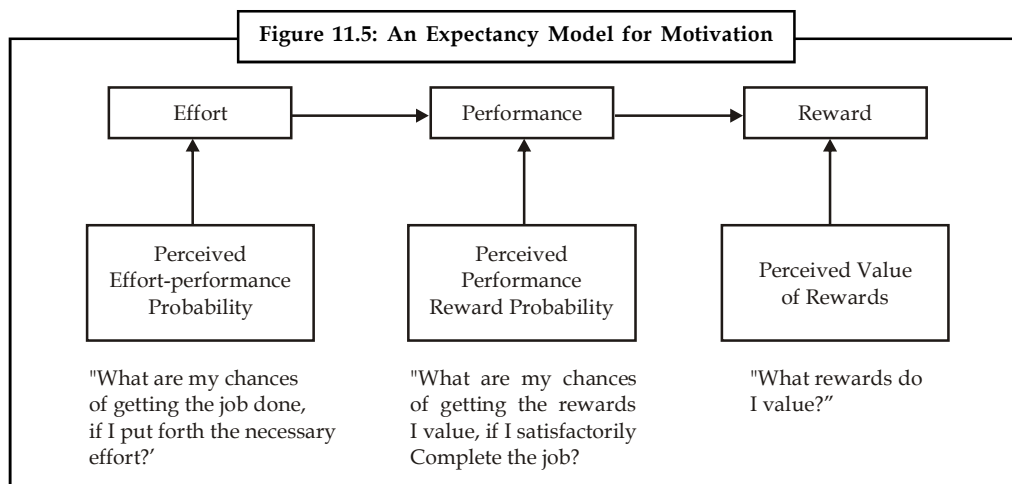 Figure 11.5: An Expectancy Model for Motivation
Effort
Performance
Reward
Perceived
Effort-performance
Probability
Perceived
Performance
Reward Probability
Perceived Value
of Rewards
"What are my chances
of getting the job done,
if I put forth the necessary
effort?'
"What are my chances
of getting the rewards
I value, if I satisfactorily
Complete the job?
"What rewards do
I value?”